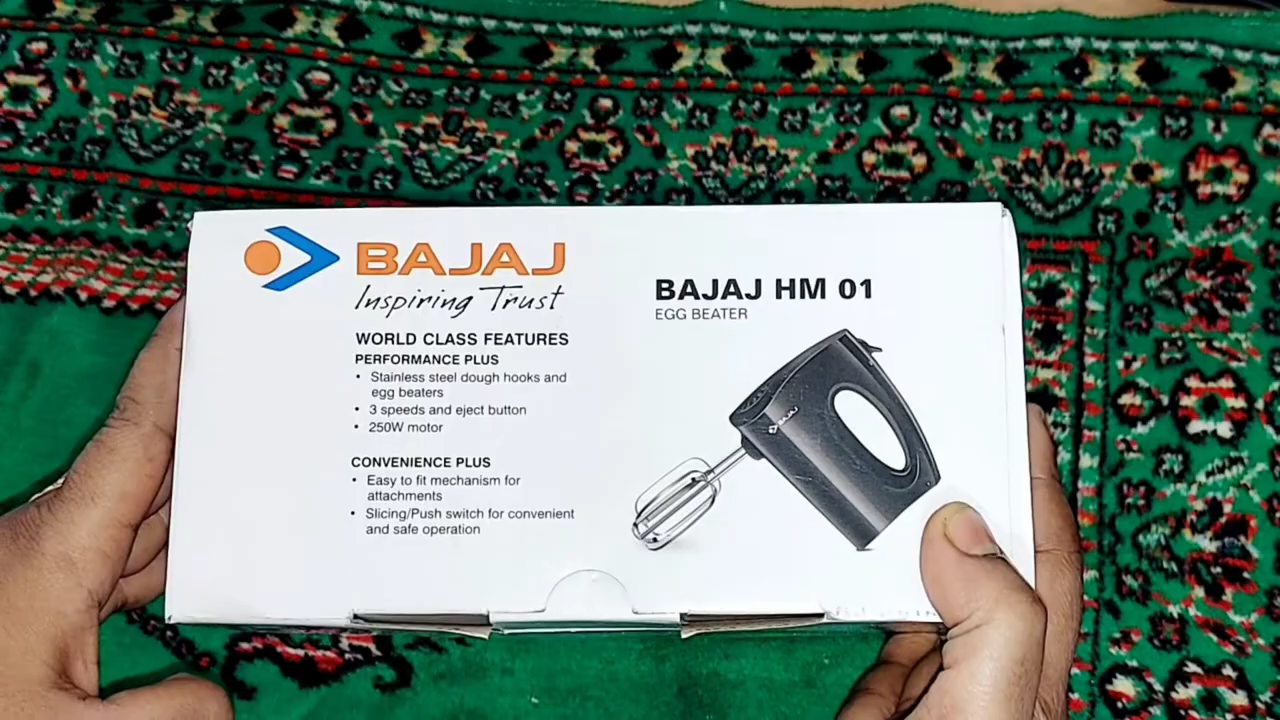 BAJAJ
Inspiring Trust
WORLD CLASS FEATURES
PERFORMANCE PLUS
• Stainless steel dough hooks and
egg beaters
• 3 speeds and eject button
• 250W motor
CONVENIENCE PLUS
• Easy to fit mechanism for
attachments
• Slicing/Push switch for convenient
and safe operation
BAJAJ HM 01
EGG BEATER
BAJAJ